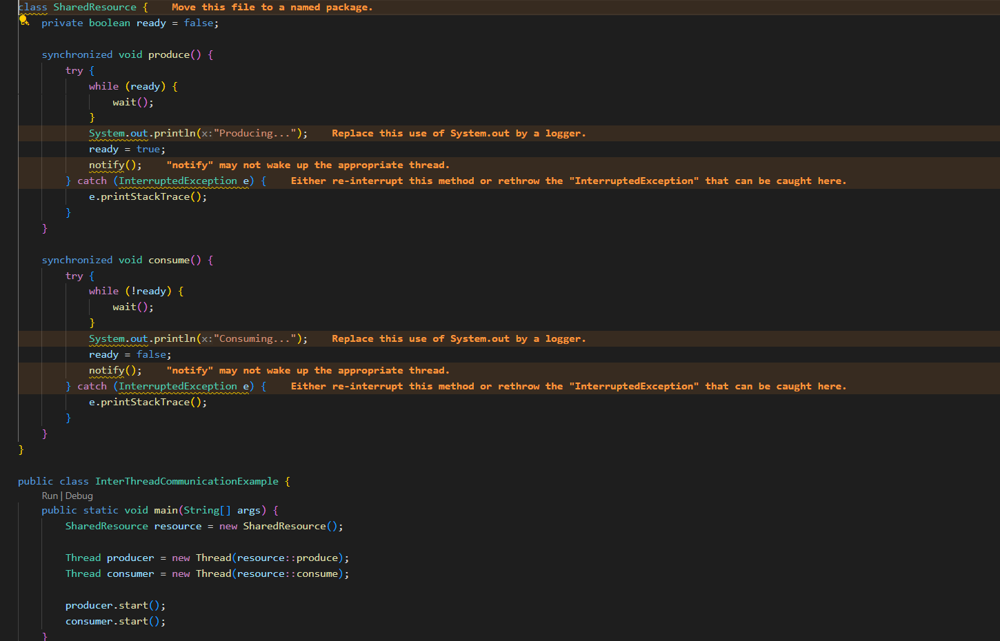 class SharedResource {    Move this file to a named package.
    private boolean ready = false;

    synchronized void produce() {
        try {
            while (ready) {
                wait();
            }
            System.out.println(x:"Producing...");    Replace this use of System.out by a logger.
            ready = true;
            notify();    "notify" may not wake up the appropriate thread.
        } catch (InterruptedException e) {    Either re-interrupt this method or rethrow the "InterruptedException" that can be caught here.
            e.printStackTrace();
        }
    }

    synchronized void consume() {
        try {
            while (!ready) {
                wait();
            }
            System.out.println(x:"Consuming...");    Replace this use of System.out by a logger.
            ready = false;
            notify();    "notify" may not wake up the appropriate thread.
        } catch (InterruptedException e) {    Either re-interrupt this method or rethrow the "InterruptedException" that can be caught here.
            e.printStackTrace();
        }
    }
}

public class InterThreadCommunicationExample {
    Run | Debug
    public static void main(String[] args) {
        SharedResource resource = new SharedResource();

        Thread producer = new Thread(resource::produce);
        Thread consumer = new Thread(resource::consume);

        producer.start();
        consumer.start();
    }